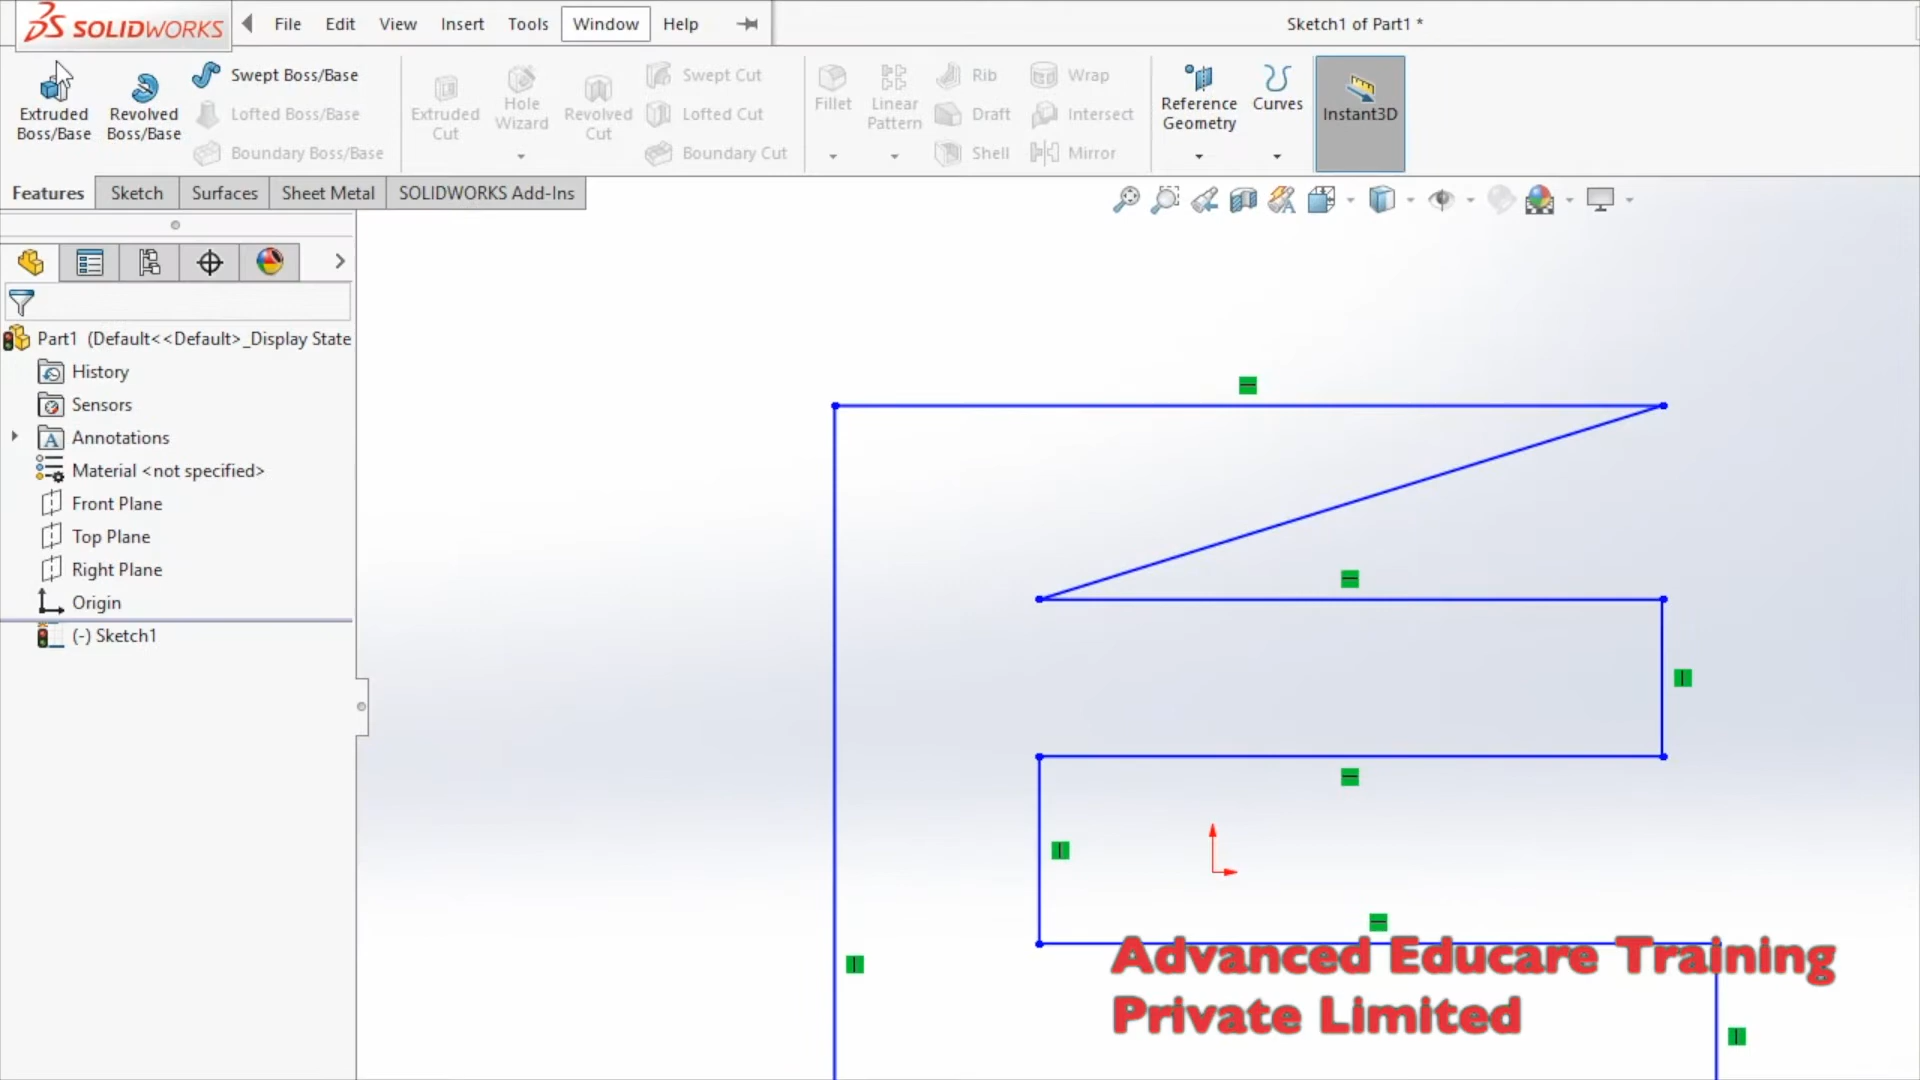 SOLIDWORKS File Edit View Insert Tools Window Help Sketch1 of Part1 *
Extruded Boss/Base
Revolved Boss/Base
Swept Boss/Base
Lofted Boss/Base
Boundary Boss/Base
Extruded Cut
Hole Wizard
Revolved Cut
Swept Cut
Lofted Cut
Boundary Cut
Fillet
Linear Pattern
Rib
Draft
Shell
Wrap
Intersect
Mirror
Reference Geometry
Curves
Instant3D
Features Sketch Surfaces Sheet Metal SOLIDWORKS Add-Ins
Part1 (Default<<Default>_Display State
History
Sensors
Annotations
Material <not specified>
Front Plane
Top Plane
Right Plane
Origin
(-) Sketch1
Advanced Educare Training
Private Limited